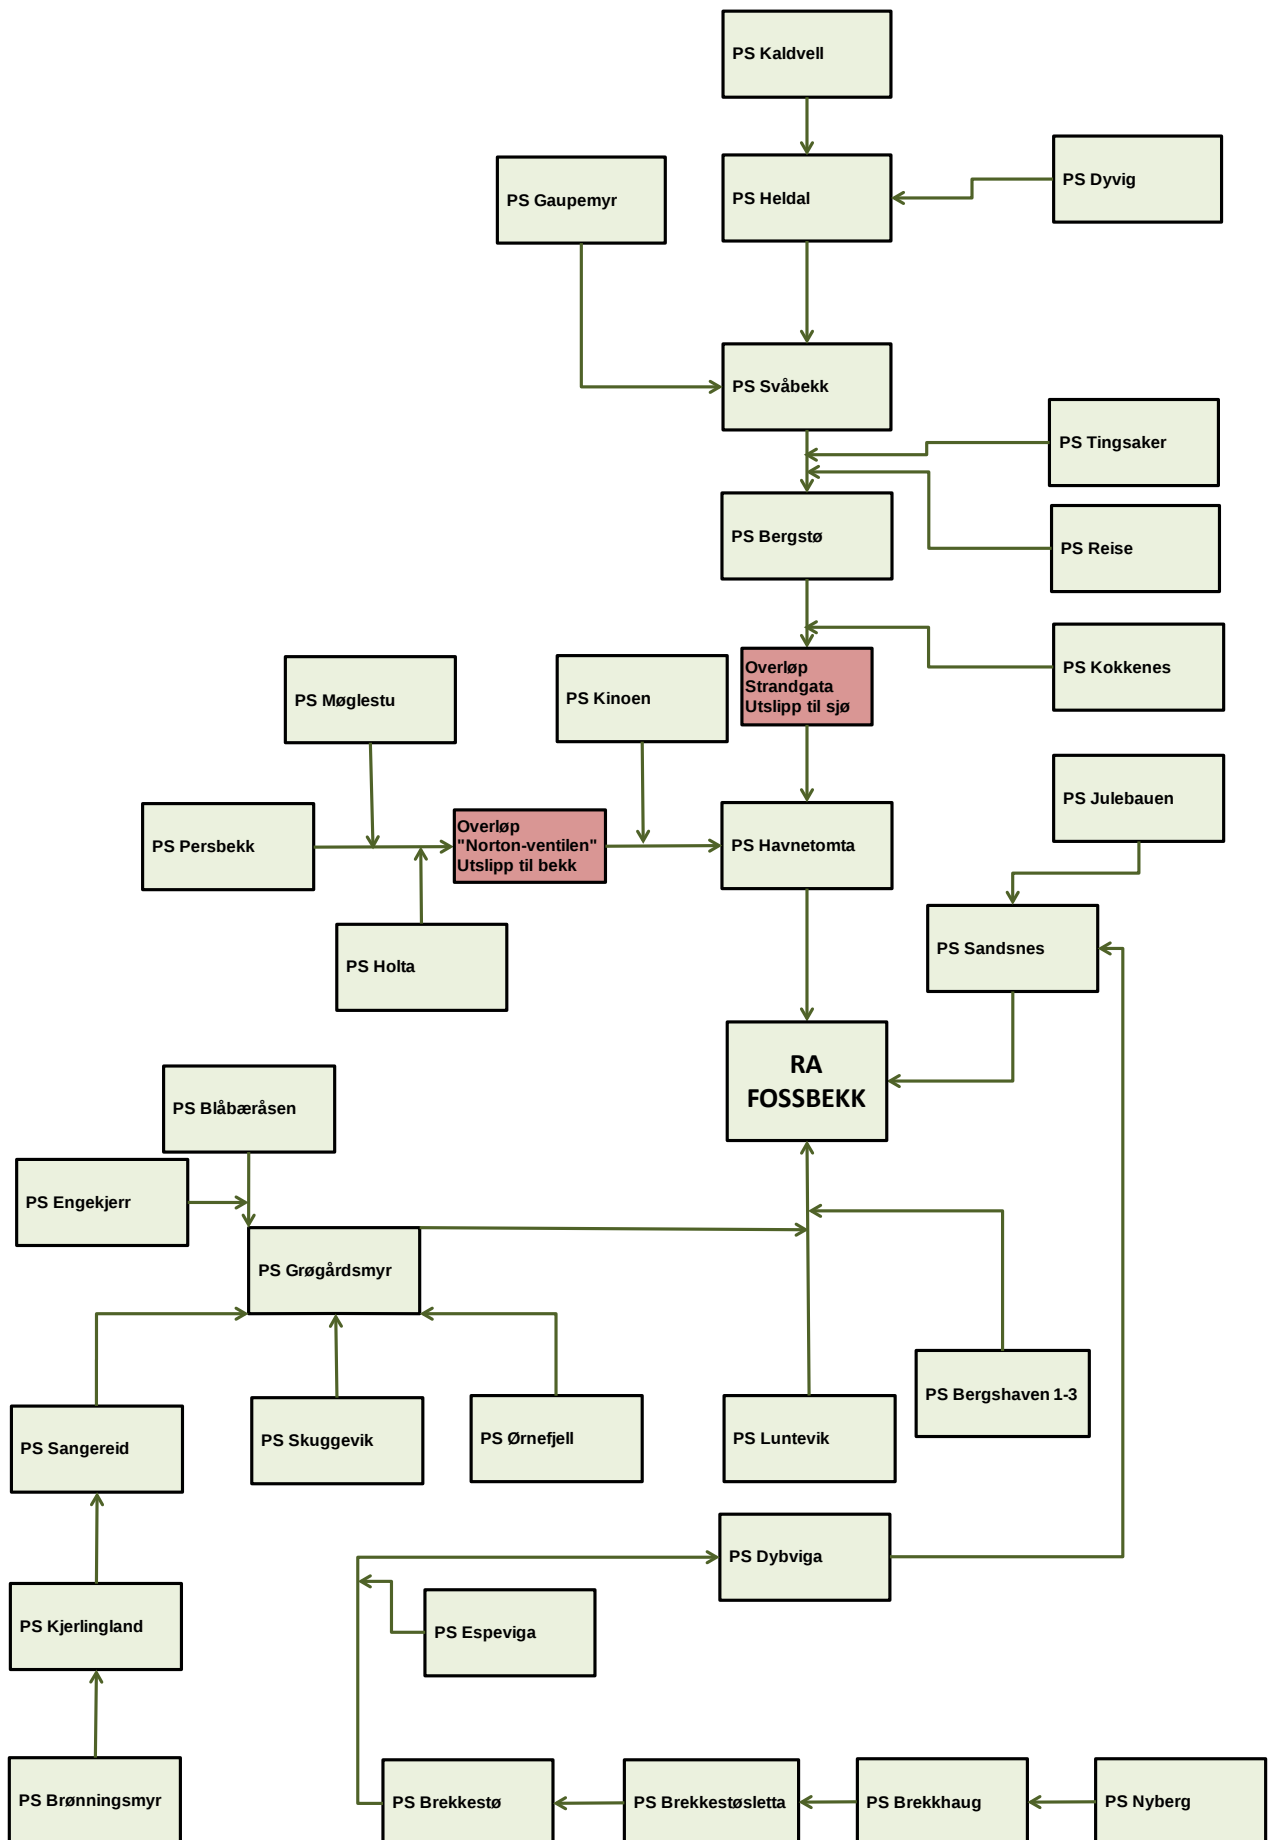 PS Kaldvell
PS Dyvig
PS Gaupemyr
PS Heldal
PS Svåbekk
PS Tingsaker
PS Bergstø
PS Reise
PS Kokkenes
Overløp
Strandgata
Utslipp til sjø
PS Møglestu
PS Kinoen
PS Julebauen
PS Persbekk
Overløp
"Norton-ventilen"
Utslipp til bekk
PS Havnetomta
PS Holta
PS Sandsnes
RA
FOSSBEKK
PS Blåbæråsen
PS Engekjerr
PS Grøgårdsmyr
PS Bergshaven 1-3
PS Sangereid
PS Skuggevik
PS Ørnefjell
PS Luntevik
PS Dybviga
PS Kjerlingland
PS Espeviga
PS Brønningsmyr
PS Brekkestø
PS Brekkestøsletta
PS Brekkhaug
PS Nyberg